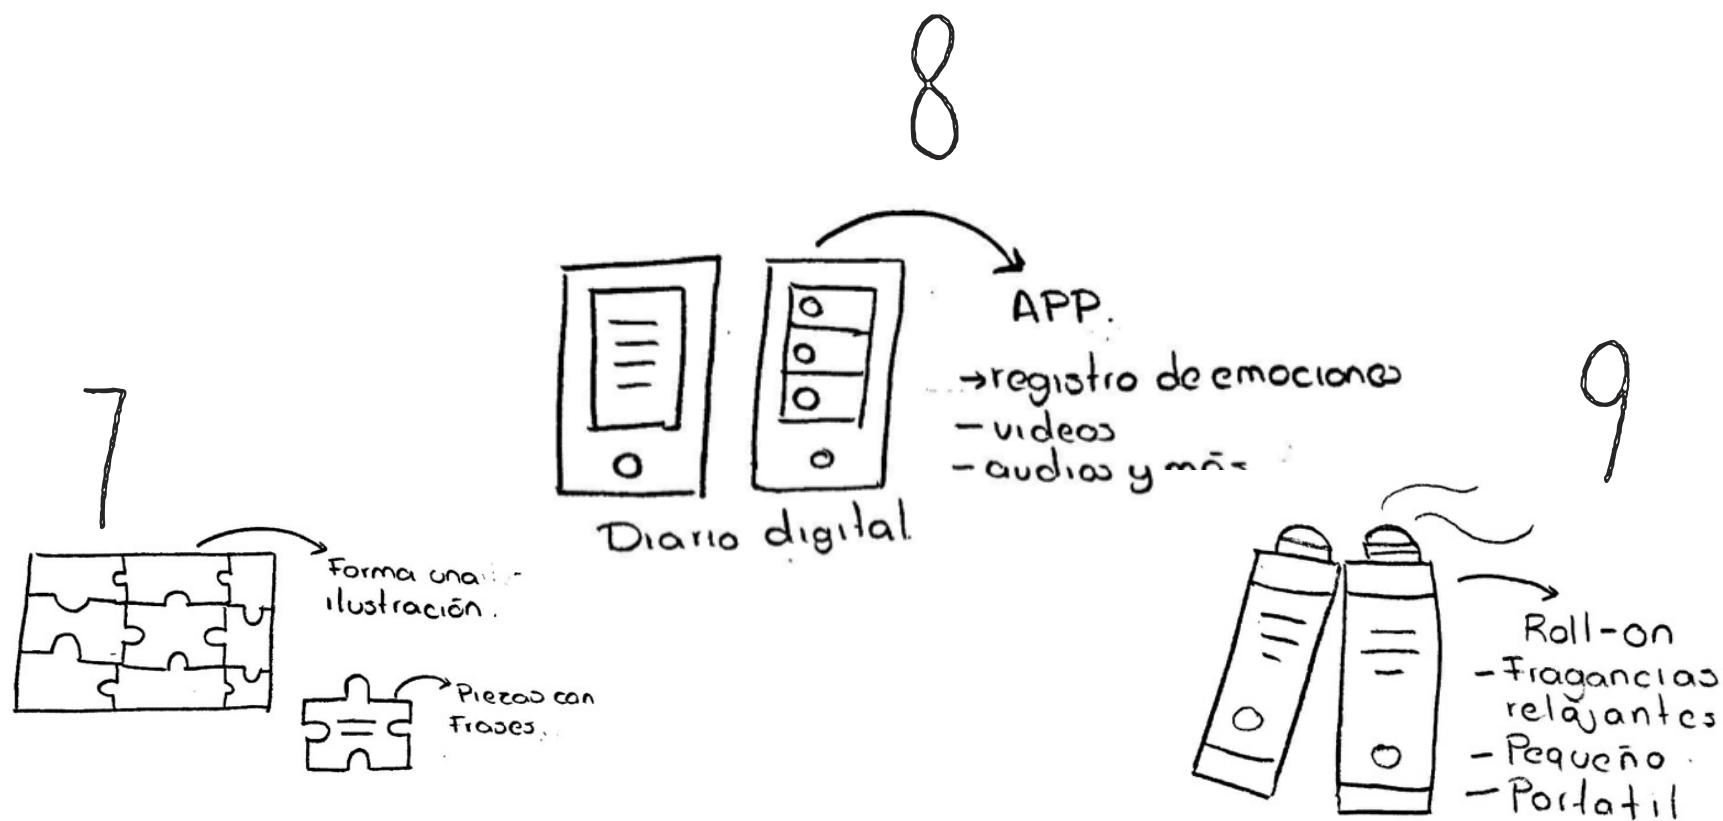 7
Forma una
ilustración.
Piezas con
Frases.
8
APP.
→registro de emociones
- videos
- audios y más
Diario digital.
9
Roll-on
- Fragancias
relajantes
- Pequeño
- Portatil